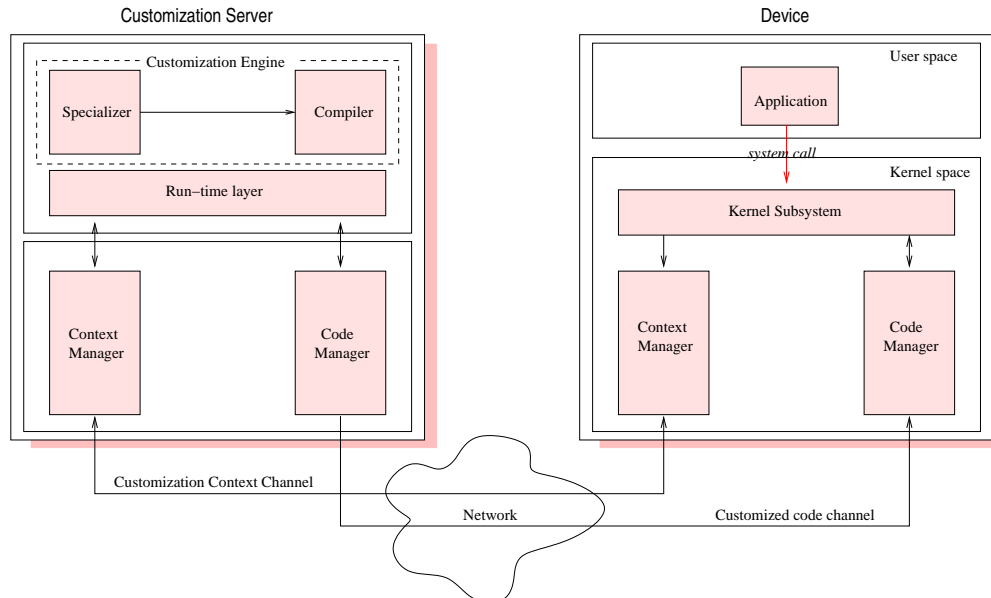 Customization Server
Device
Customization Engine
Specializer
Compiler
Run−time layer
Context
Manager
Code
Manager
User space
Application
system call
Kernel space
Kernel Subsystem
Context
Manager
Code
Manager
Customization Context Channel
Network
Customized code channel